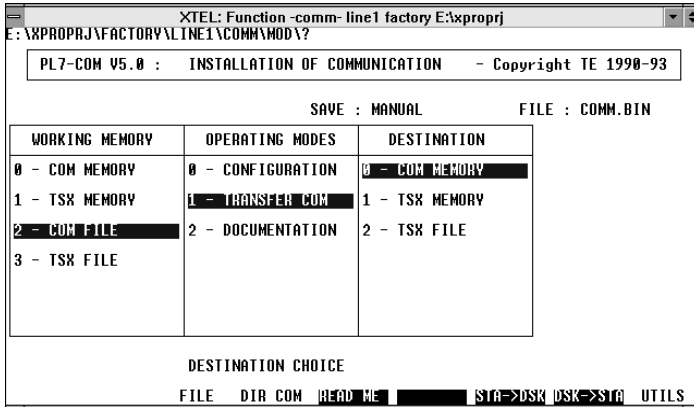 XTEL: Function -comm- line1 factory E:\xproprj
E:\XPROPRJ\FACTORY\LINE1\COMM\MOD\?
PL7-COM V5.0 : INSTALLATION OF COMMUNICATION - Copyright TE 1990-93
SAVE : MANUAL FILE : COMM.BIN
WORKING MEMORY OPERATING MODES DESTINATION
0 - COM MEMORY 0 - CONFIGURATION 0 - COM MEMORY
1 - TSX MEMORY 1 - TRANSFER COM 1 - TSX MEMORY
2 - COM FILE 2 - DOCUMENTATION 2 - TSX FILE
3 - TSX FILE
DESTINATION CHOICE
FILE DIR COM READ ME STA->DSK DSK->STA UTILS